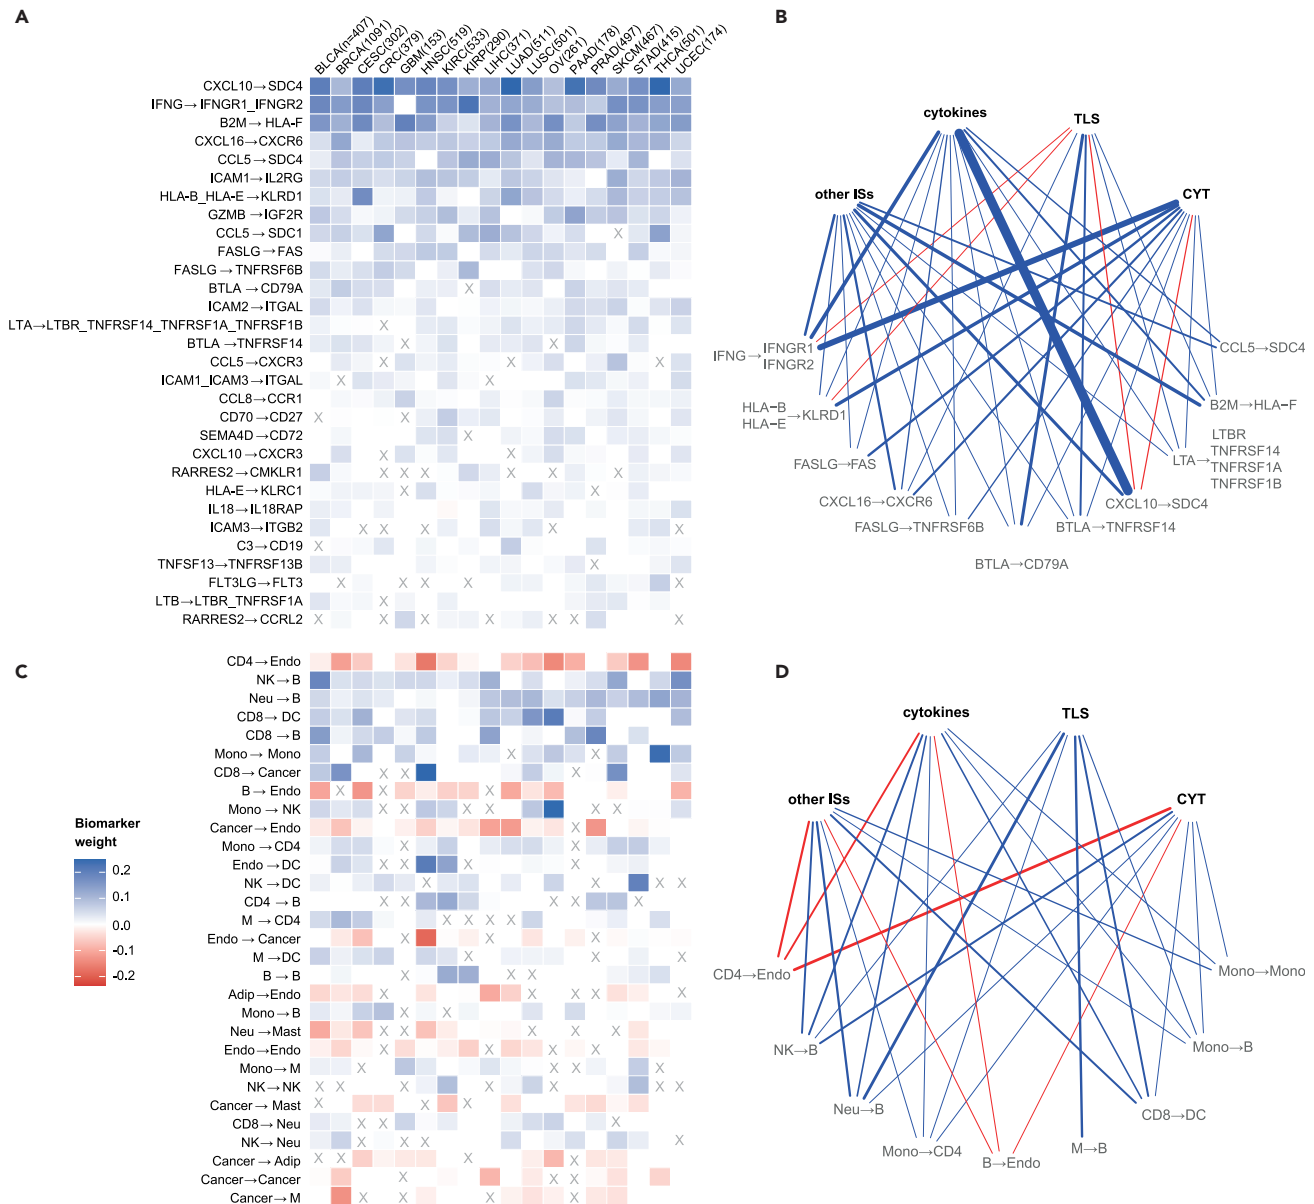 A
BLCA(n=407)
BRCA(1091)
CESC(302)
CRC(379)
GBM(153)
HNSC(519)
KIRC(533)
KIRP(290)
LIHC(371)
LUAD(511)
LUSC(501)
OV(261)
PAAD(178)
PRAD(497)
SKCM(467)
STAD(415)
THCA(501)
UCEC(174)
CXCL10→SDC4
IFNG→IFNGR1_IFNGR2
B2M→HLA-F
CXCL16→CXCR6
CCL5→SDC4
ICAM1→IL2RG
HLA-B_HLA-E→KLRD1
GZMB→IGF2R
CCL5→SDC1 X
FASLG→FAS
FASLG→TNFRSF6B
BTLA→CD79A X
ICAM2→ITGAL
LTA→LTBR_TNFRSF14_TNFRSF1A_TNFRSF1B X
BTLA→TNFRSF14 X X
CCL5→CXCR3 X X X
ICAM1_ICAM3→ITGAL X X
CCL8→CCR1
CD70→CD27 X X
SEMA4D→CD72 X
CXCL10→CXCR3 X X
RARRES2→CMKLR1 X X X X X X
HLA-E→KLRC1 X X
IL18→IL18RAP
ICAM3→ITGB2 X X X X X
C3→CD19 X
TNFSF13→TNFRSF13B X
FLT3LG→FLT3 X X X X X
LTB→LTBR_TNFRSF1A X
RARRES2→CCRL2 X X X X X X X
B
cytokines
TLS
other ISs
CYT
IFNG→IFNGR1
IFNGR2
CCL5→SDC4
HLA-B
HLA-E→KLRD1
B2M→HLA-F
FASLG→FAS
LTA→
LTBR
TNFRSF14
TNFRSF1A
TNFRSF1B
CXCL16→CXCR6
CXCL10→SDC4
FASLG→TNFRSF6B
BTLA→TNFRSF14
BTLA→CD79A
C
CD4→Endo
NK→B
Neu→B
CD8→DC
CD8→B
Mono→Mono X X
CD8→Cancer X X X
B→Endo X X X X
Mono→NK X X X X X
Cancer→Endo X
Mono→CD4 X X
Endo→DC X X X
NK→DC X X X X
CD4→B X X X
M→CD4 X X X X
Endo→Cancer X X X
M→DC X X X X
B→B X X X
Adip→Endo X X X X X
Mono→B X X
Neu→Mast X X X X X
Endo→Endo X X X
Mono→M X X X
NK→NK X X X X X X
Cancer→Mast X X
CD8→Neu X
NK→Neu X X X X
Cancer→Adip X X X X
Cancer→Cancer X X X
Cancer→M X X X X
Biomarker
weight
0.2
0.1
0.0
-0.1
-0.2
D
cytokines
TLS
other ISs
CYT
CD4→Endo
Mono→Mono
NK→B
Mono→B
Neu→B
CD8→DC
Mono→CD4
M→B
B→Endo